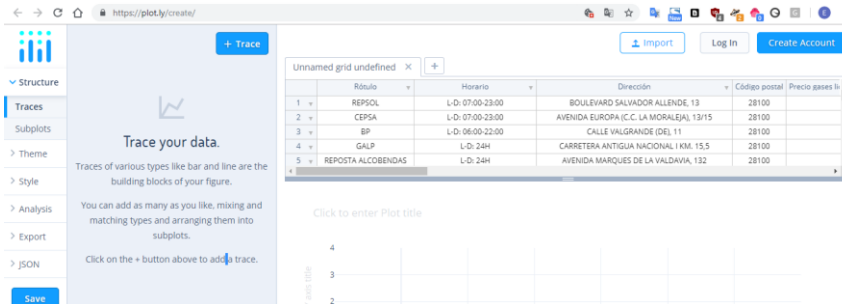 https://plot.ly/create/
New
+ Trace
Import
Log In
Create Account
Unnamed grid undefined × +
Structure
Traces
Subplots
Theme
Style
Analysis
Export
JSON
Save
Trace your data.
Traces of various types like bar and line are the
building blocks of your figure.
You can add as many as you like, mixing and
matching types and arranging them into
subplots.
Click on the + button above to add a trace.
Rótulo Horario Dirección Código postal Precio gases li
1 REPSOL L-D: 07:00-23:00 BOULEVARD SALVADOR ALLENDE, 13 28100
2 CEPSA L-D: 07:00-23:00 AVENIDA EUROPA (C.C. LA MORALEJA), 13/15 28100
3 BP L-D: 06:00-22:00 CALLE VALGRANDE (DE), 11 28100
4 GALP L-D: 24H CARRETERA ANTIGUA NACIONAL I KM. 15,5 28100
5 REPOSTA ALCOBENDAS L-D: 24H AVENIDA MARQUES DE LA VALDAVIA, 132 28100
Click to enter Plot title
4
3
2
axis title